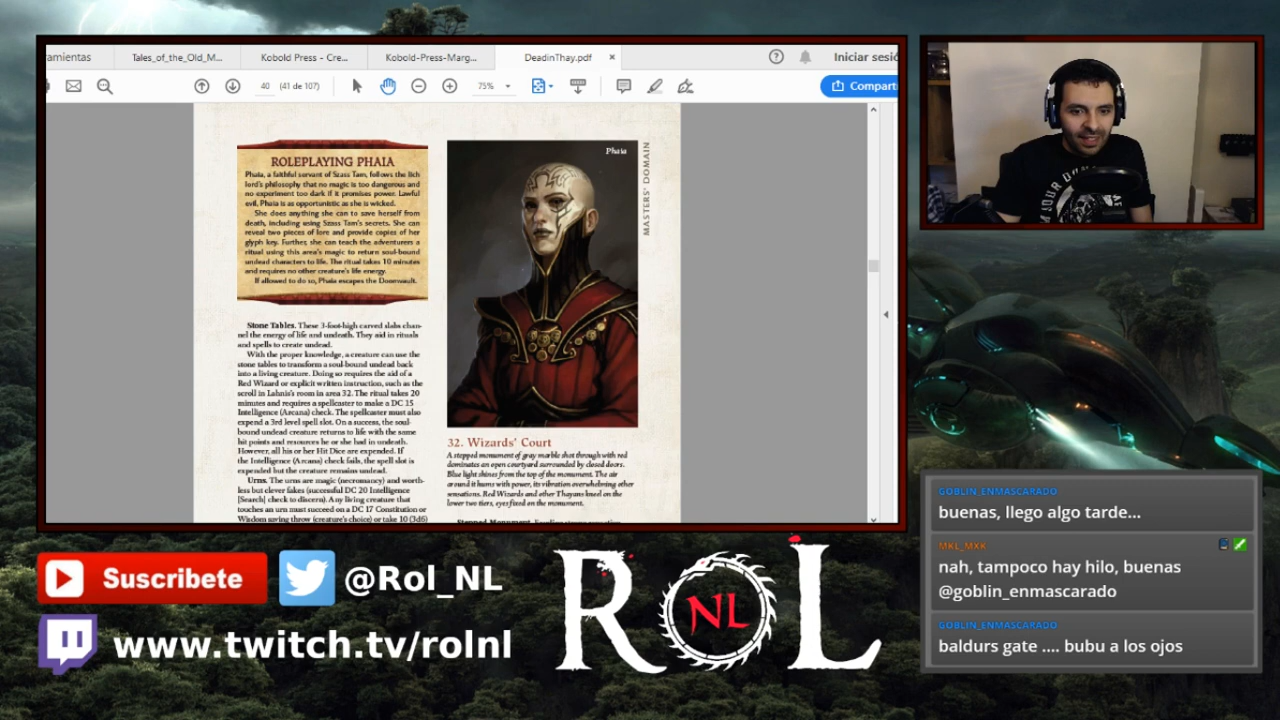 amientas
Tales_of_the_Old_M...
Kobold Press - Cre...
Kobold-Press-Marg...
DeadinThay.pdf
×
Iniciar sesić
40
(41 de 107)
75%
Comparti
Phaia
MASTERS' DOMAIN
ROLEPLAYING PHAIA
Phaia, a faithful servant of Szass Tam, follows the lich
lord's philosophy that no magic is too dangerous and
no experiment too dark if it promises power. Lawful
evil, Phaia is as opportunistic as she is wicked.
She does anything she can to save herself from
death, including using Szass Tam's secrets. She can
reveal two pieces of lore and provide copies of her
glyph key. Further, she can teach the adventurers a
ritual using this area's magic to return soul-bound
undead characters to life. The ritual takes 10 minutes
and requires no other creature's life energy.
If allowed to do so, Phaia escapes the Doomvault.
Stone Tables. These 3-foot-high carved slabs chan-
nel the energy of life and undeath. They aid in rituals
and spells to create undead.
With the proper knowledge, a creature can use the
stone tables to transform a soul-bound undead back
into a living creature. Doing so requires the aid of a
Red Wizard or explicit written instruction, such as the
scroll in Lahnis's room in area 32. The ritual takes 20
minutes and requires a spellcaster to make a DC 15
Intelligence (Arcana) check. The spellcaster must also
expend a 3rd level spell slot. On a success, the soul-
bound undead creature returns to life with the same
hit points and resources he or she had in undeath.
However, all his or her Hit Dice are expended. If
the Intelligence (Arcana) check fails, the spell slot is
expended but the creature remains undead.
Urns. The urns are magic (necromancy) and worth-
less but clever fakes (successful DC 20 Intelligence
[Search] check to discern). Any living creature that
touches an urn must succeed on a DC 17 Constitution or
Wisdom saving throw (creature's choice) or take 10 (3d6)
32. Wizards' Court
A stepped monument of gray marble shot through with red
dominates an open courtyard surrounded by closed doors.
Blue light shines from the top of the monument. The air
around it hums with power, its vibration overwhelming other
sensations. Red Wizards and other Thayans kneel on the
lower two tiers, eyes fixed on the monument.
Stepped Monument.
GOBLIN_ENMASCARADO
buenas, llego algo tarde...
MKL_MXK
nah, tampoco hay hilo, buenas
@goblin_enmascarado
GOBLIN_ENMASCARADO
baldurs gate .... bubu a los ojos
Suscribete
@Rol_NL
www.twitch.tv/rolnl
ROL
NL